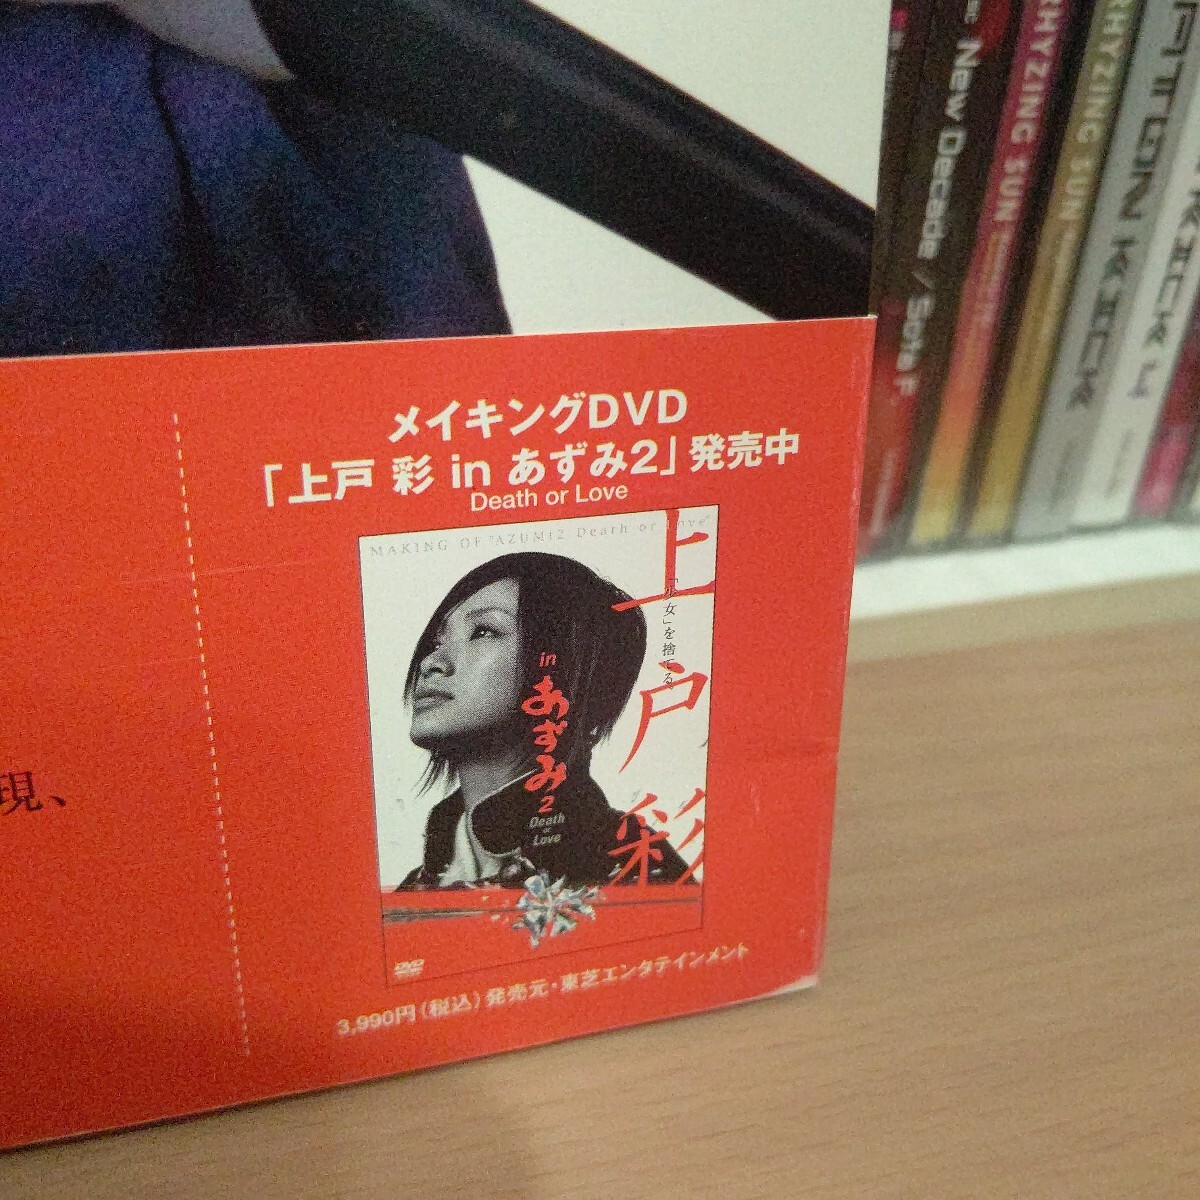 メイキングDVD
「上戸 彩 in あずみ2」発売中
Death or Love
MAKING OF "AZUMI2 Death or Love"
上戸彩
「少女」を捨てる
in
あずみ
2
Death
or
Love
DVD
3,990円(税込)発売元・東芝エンタテインメント
現、
New Decade / Sota F
RHYZING SUN
RHYZING SUN